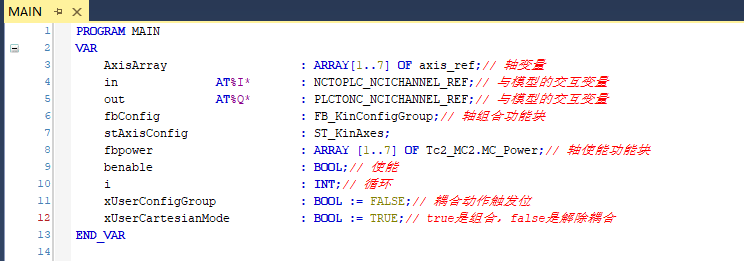 MAIN
1 PROGRAM MAIN
2 VAR
3 AxisArray : ARRAY[1..7] OF axis_ref;// 轴变量
4 in AT%I* : NCTOPLC_NCICHANNEL_REF;// 与模型的交互变量
5 out AT%Q* : PLCTONC_NCICHANNEL_REF;// 与模型的交互变量
6 fbConfig : FB_KinConfigGroup;// 轴组合功能块
7 stAxisConfig : ST_KinAxes;
8 fbpower : ARRAY [1..7] OF Tc2_MC2.MC_Power;// 轴使能功能块
9 benable : BOOL;// 使能
10 i : INT;// 循环
11 xUserConfigGroup : BOOL := FALSE;// 耦合动作触发位
12 xUserCartesianMode : BOOL := TRUE;// true是组合，false是解除耦合
13 END_VAR
14